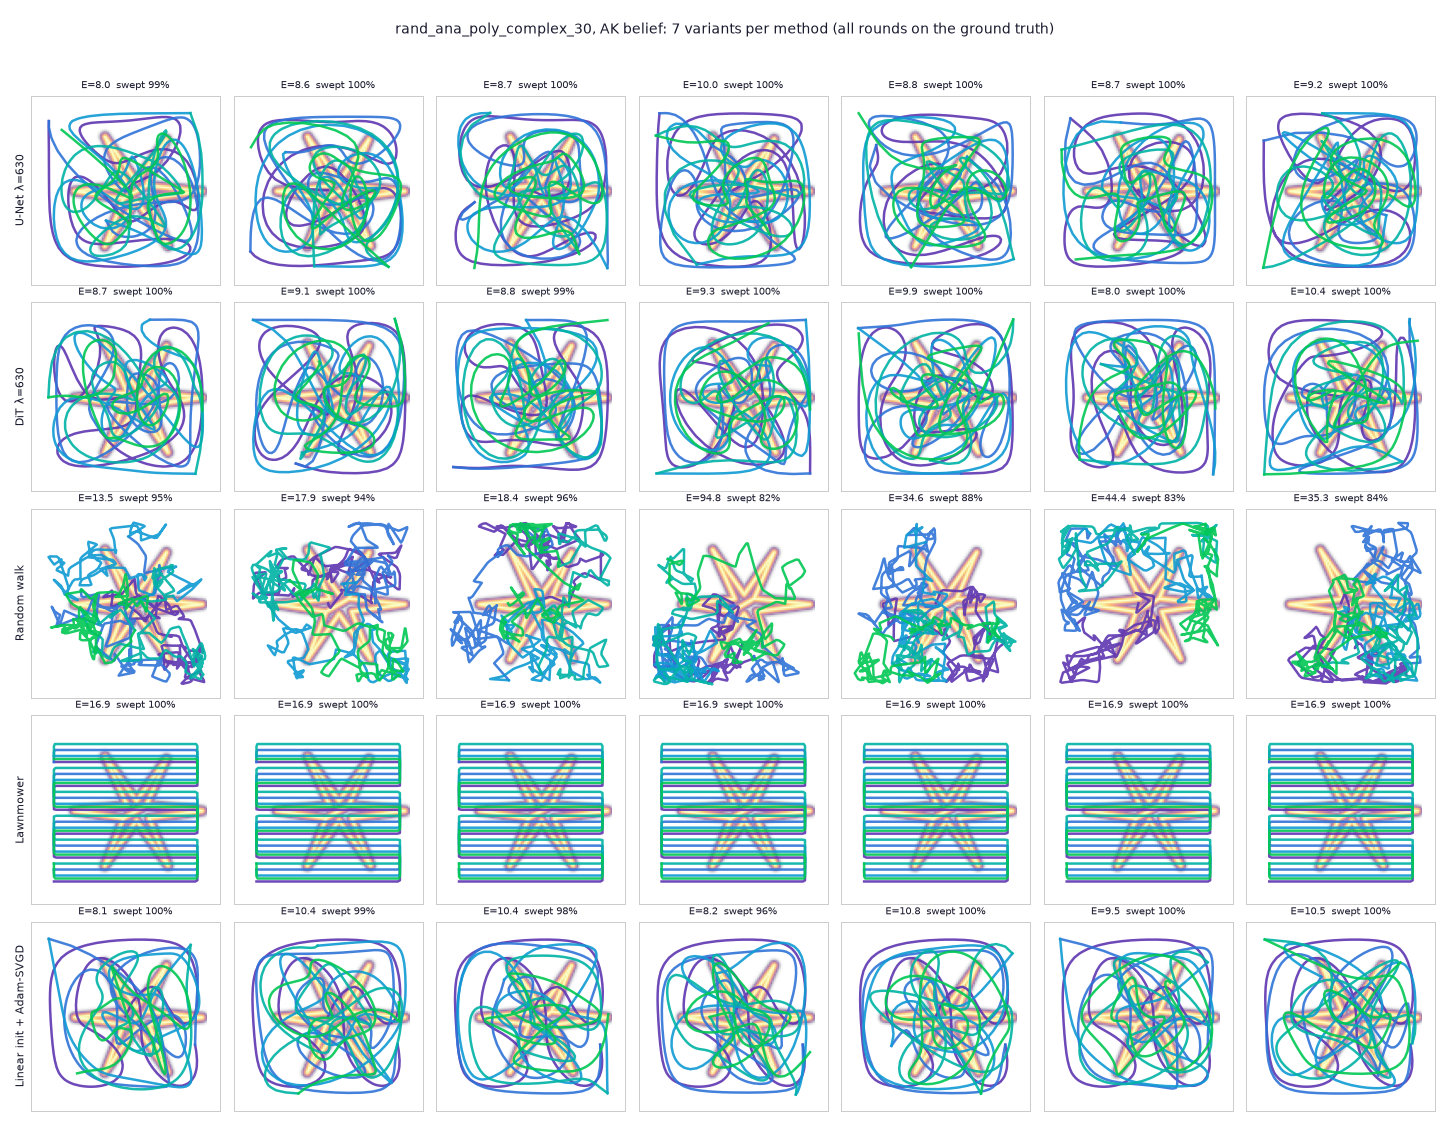 rand_ana_poly_complex_30, AK belief: 7 variants per method (all rounds on the ground truth)
E=8.0 swept 99%
E=8.6 swept 100%
E=8.7 swept 100%
E=10.0 swept 100%
E=8.8 swept 100%
E=8.7 swept 100%
E=9.2 swept 100%
U-Net λ=630
E=8.7 swept 100%
E=9.1 swept 100%
E=8.8 swept 99%
E=9.3 swept 100%
E=9.9 swept 100%
E=8.0 swept 100%
E=10.4 swept 100%
DiT λ=630
E=13.5 swept 95%
E=17.9 swept 94%
E=18.4 swept 96%
E=94.8 swept 82%
E=34.6 swept 88%
E=44.4 swept 83%
E=35.3 swept 84%
Random walk
E=16.9 swept 100%
E=16.9 swept 100%
E=16.9 swept 100%
E=16.9 swept 100%
E=16.9 swept 100%
E=16.9 swept 100%
E=16.9 swept 100%
Lawnmower
E=8.1 swept 100%
E=10.4 swept 99%
E=10.4 swept 98%
E=8.2 swept 96%
E=10.8 swept 100%
E=9.5 swept 100%
E=10.5 swept 100%
Linear init + Adam-SVGD